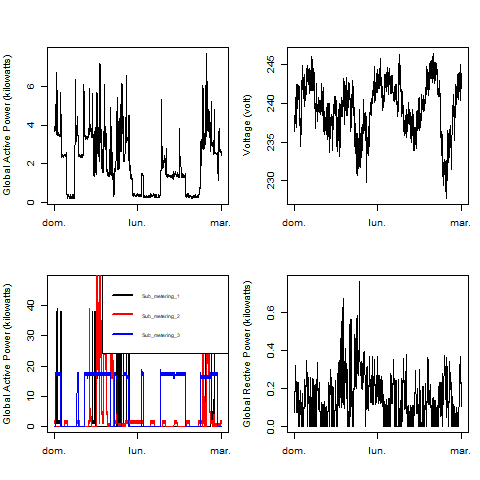 Global Active Power (kilowatts)
0 2 4 6
dom. lun. mar.
Voltage (volt)
230 235 240 245
dom. lun. mar.
Global Active Power (kilowatts)
0 10 20 30 40
Sub_metering_1
Sub_metering_2
Sub_metering_3
dom. lun. mar.
Global Rective Power (kilowatts)
0.0 0.2 0.4 0.6
dom. lun. mar.